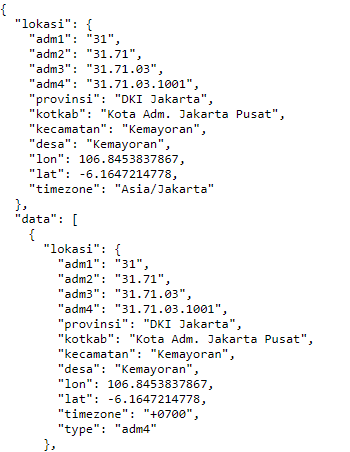 {
  "lokasi": {
    "adm1": "31",
    "adm2": "31.71",
    "adm3": "31.71.03",
    "adm4": "31.71.03.1001",
    "provinsi": "DKI Jakarta",
    "kotkab": "Kota Adm. Jakarta Pusat",
    "kecamatan": "Kemayoran",
    "desa": "Kemayoran",
    "lon": 106.8453837867,
    "lat": -6.1647214778,
    "timezone": "Asia/Jakarta"
  },
  "data": [
    {
      "lokasi": {
        "adm1": "31",
        "adm2": "31.71",
        "adm3": "31.71.03",
        "adm4": "31.71.03.1001",
        "provinsi": "DKI Jakarta",
        "kotkab": "Kota Adm. Jakarta Pusat",
        "kecamatan": "Kemayoran",
        "desa": "Kemayoran",
        "lon": 106.8453837867,
        "lat": -6.1647214778,
        "timezone": "+0700",
        "type": "adm4"
      },